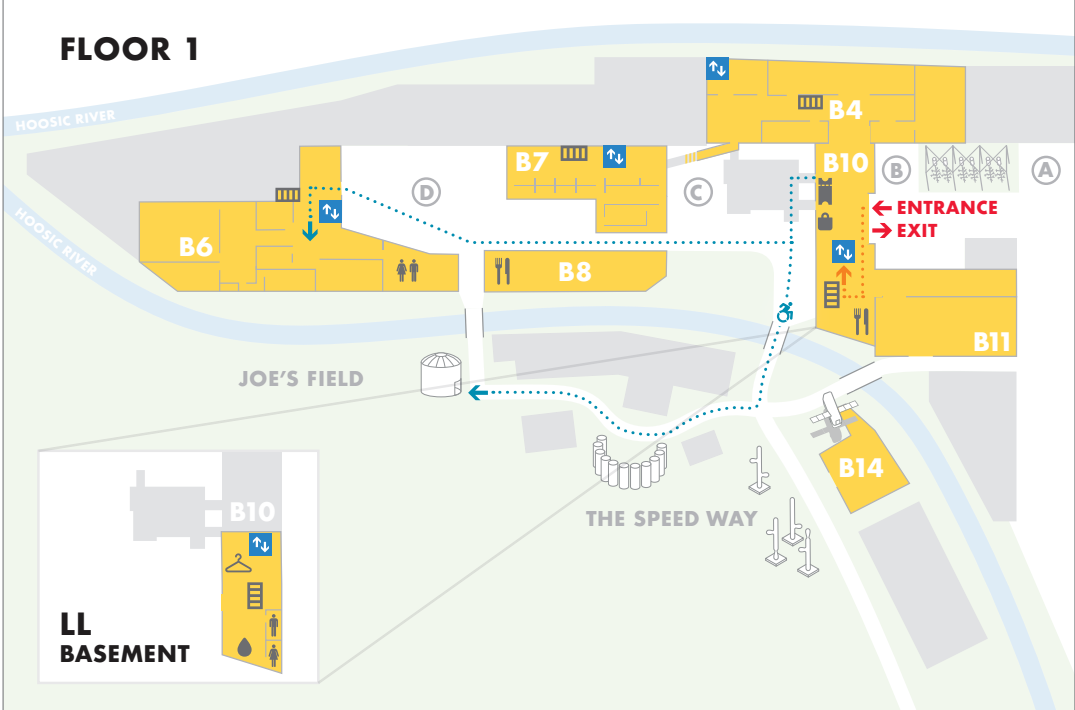 FLOOR 1
HOOSIC RIVER
B4
B7
B10
D
C
B
A
ENTRANCE
EXIT
HOOSIC RIVER
B6
B8
B11
JOE'S FIELD
B14
THE SPEED WAY
B10
LL
BASEMENT